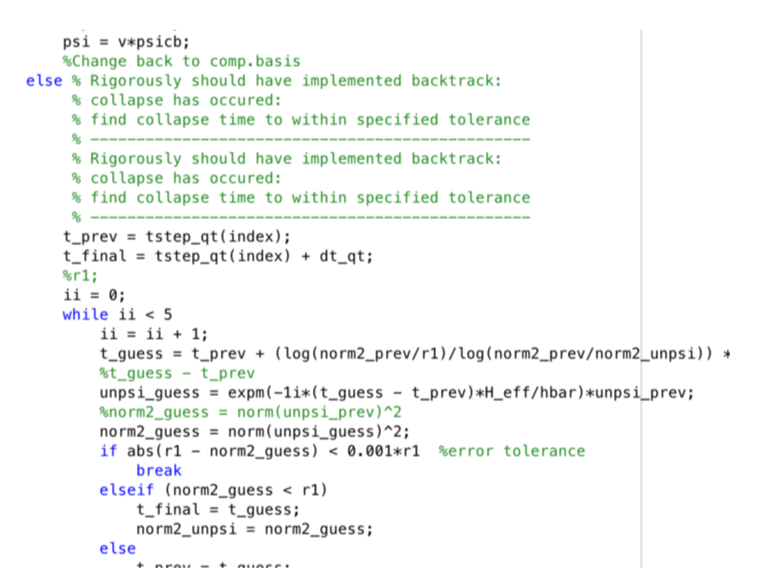 psi = v*psicb;
%Change back to comp.basis
else % Rigorously should have implemented backtrack:
% collapse has occured:
% find collapse time to within specified tolerance
% ------------------------------------------------
% Rigorously should have implemented backtrack:
% collapse has occured:
% find collapse time to within specified tolerance
% ------------------------------------------------
t_prev = tstep_qt(index);
t_final = tstep_qt(index) + dt_qt;
%r1;
ii = 0;
while ii < 5
ii = ii + 1;
t_guess = t_prev + (log(norm2_prev/r1)/log(norm2_prev/norm2_unpsi)) *
%t_guess - t_prev
unpsi_guess = expm(-1i*(t_guess - t_prev)*H_eff/hbar)*unpsi_prev;
%norm2_guess = norm(unpsi_prev)^2
norm2_guess = norm(unpsi_guess)^2;
if abs(r1 - norm2_guess) < 0.001*r1  %error tolerance
break
elseif (norm2_guess < r1)
t_final = t_guess;
norm2_unpsi = norm2_guess;
else
t_prev = t_guess;